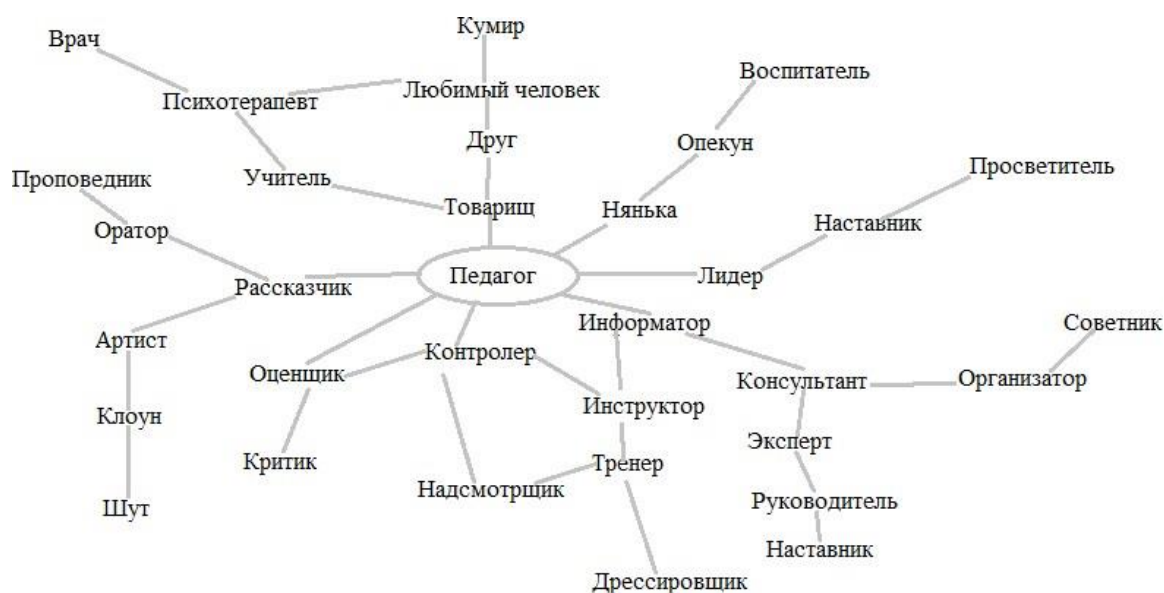 Кумир
Врач
Воспитатель
Любимый человек
Психотерапевт
Друг
Опекун
Просветитель
Проповедник
Учитель
Товарищ
Нянька
Наставник
Оратор
Педагог
Лидер
Рассказчик
Информатор
Советник
Артист
Контролер
Оценщик
Консультант
Организатор
Клоун
Инструктор
Эксперт
Критик
Тренер
Надсмотрщик
Руководитель
Шут
Наставник
Дрессировщик